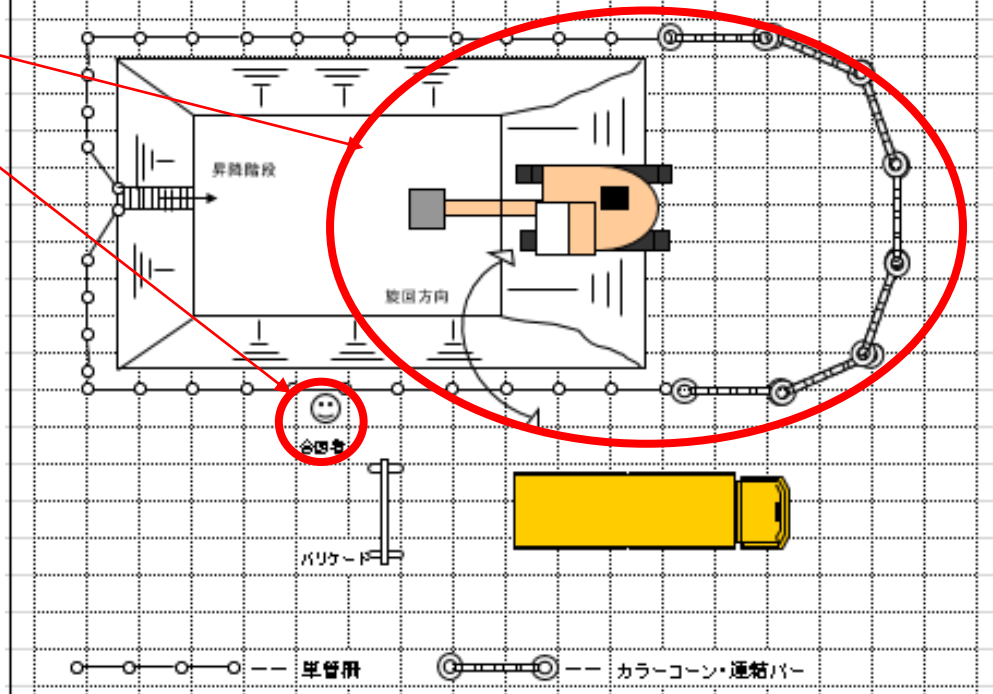 昇降階段
旋回方向
合図者
バリケード
単管柵
カラーコーン・連結バー